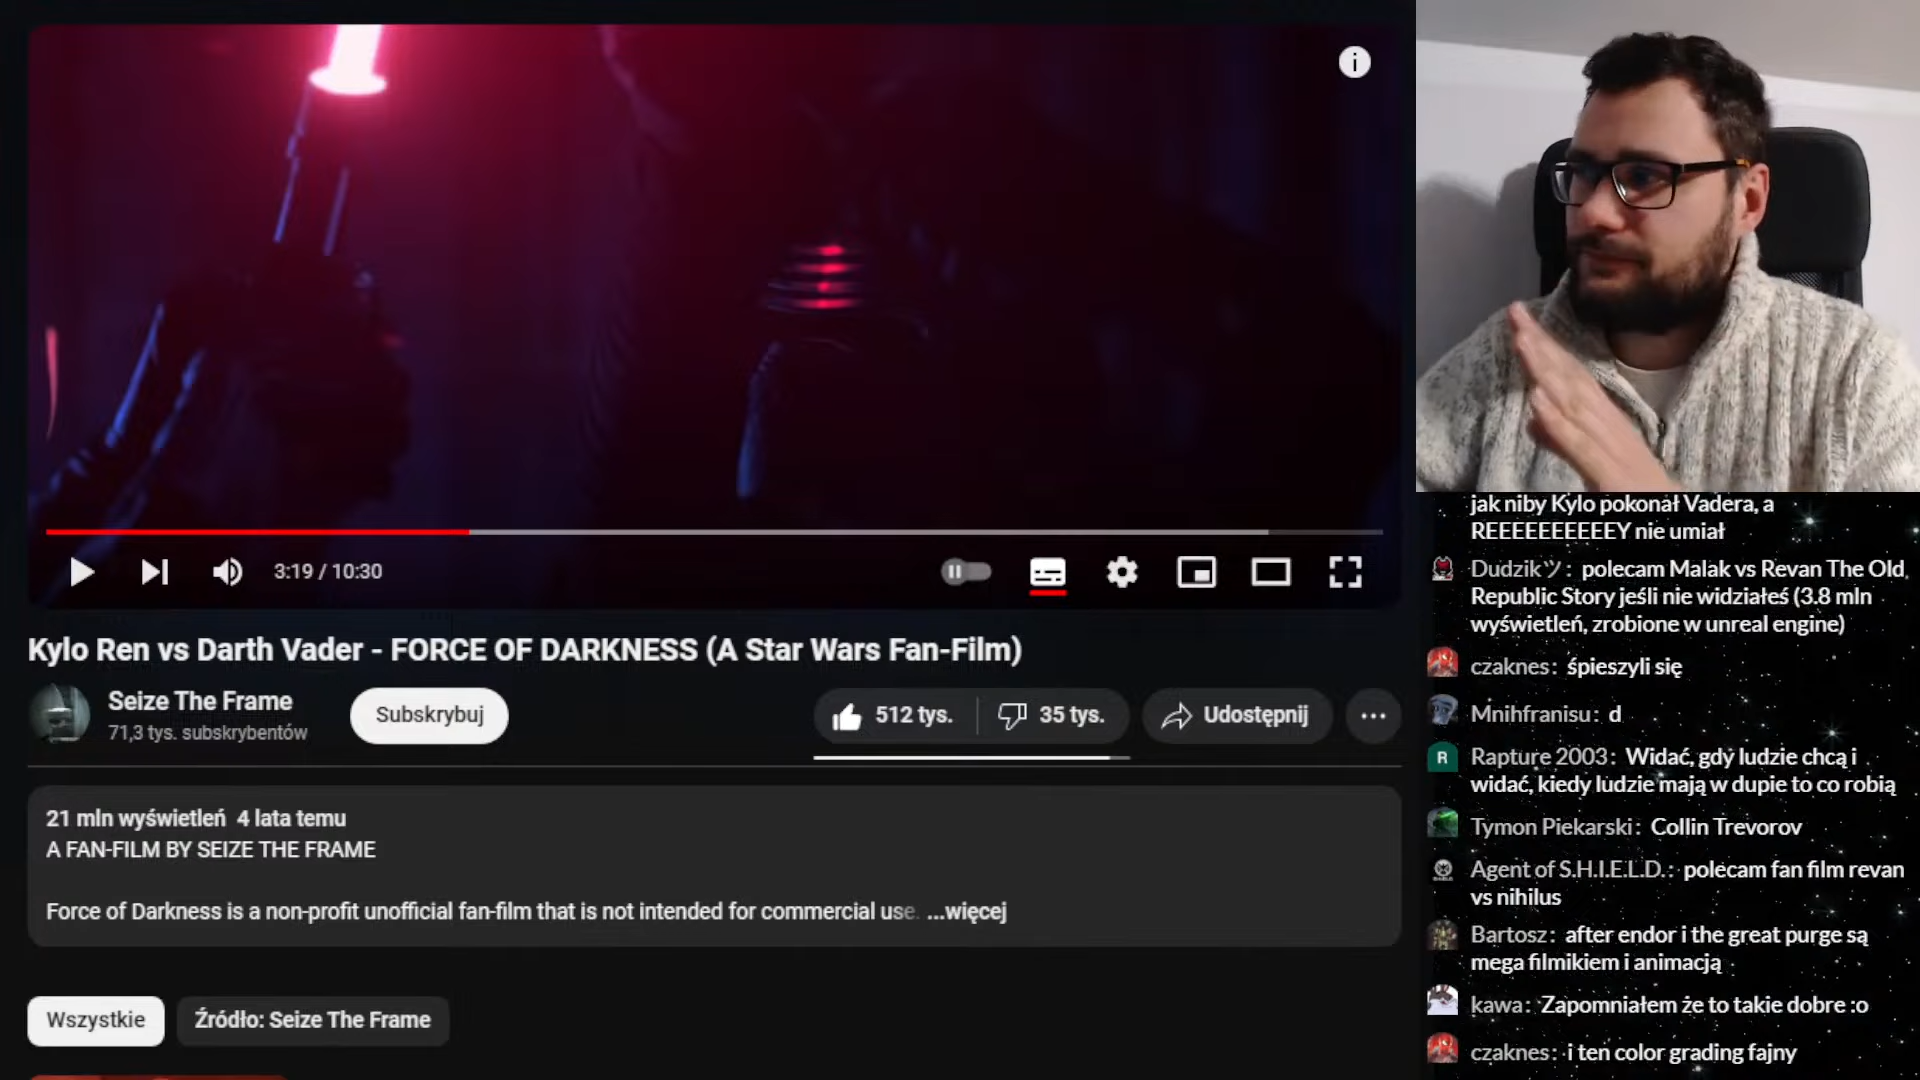 3:19 / 10:30
Kylo Ren vs Darth Vader - FORCE OF DARKNESS (A Star Wars Fan-Film)
Seize The Frame
71,3 tys. subskrybentów
Subskrybuj
512 tys.
35 tys.
Udostępnij
21 mln wyświetleń 4 lata temu
A FAN-FILM BY SEIZE THE FRAME
Force of Darkness is a non-profit unofficial fan-film that is not intended for commercial use. ...więcej
Wszystkie
Źródło: Seize The Frame
jak niby Kylo pokonał Vadera, a
REEEEEEEEEEY nie umiał
Dudzikツ: polecam Malak vs Revan The Old
Republic Story jeśli nie widziałeś (3.8 mln
wyświetleń, zrobione w unreal engine)
czaknes: śpieszyli się
Mnihfranisu: d
R
Rapture 2003: Widać, gdy ludzie chcą i
widać, kiedy ludzie mają w dupie to co robią
Tymon Piekarski: Collin Trevorov
Agent of S.H.I.E.L.D.: polecam fan film revan
vs nihilus
Bartosz: after endor i the great purge są
mega filmikiem i animacją
kawa: Zapomniałem że to takie dobre :o
czaknes: i ten color grading fajny